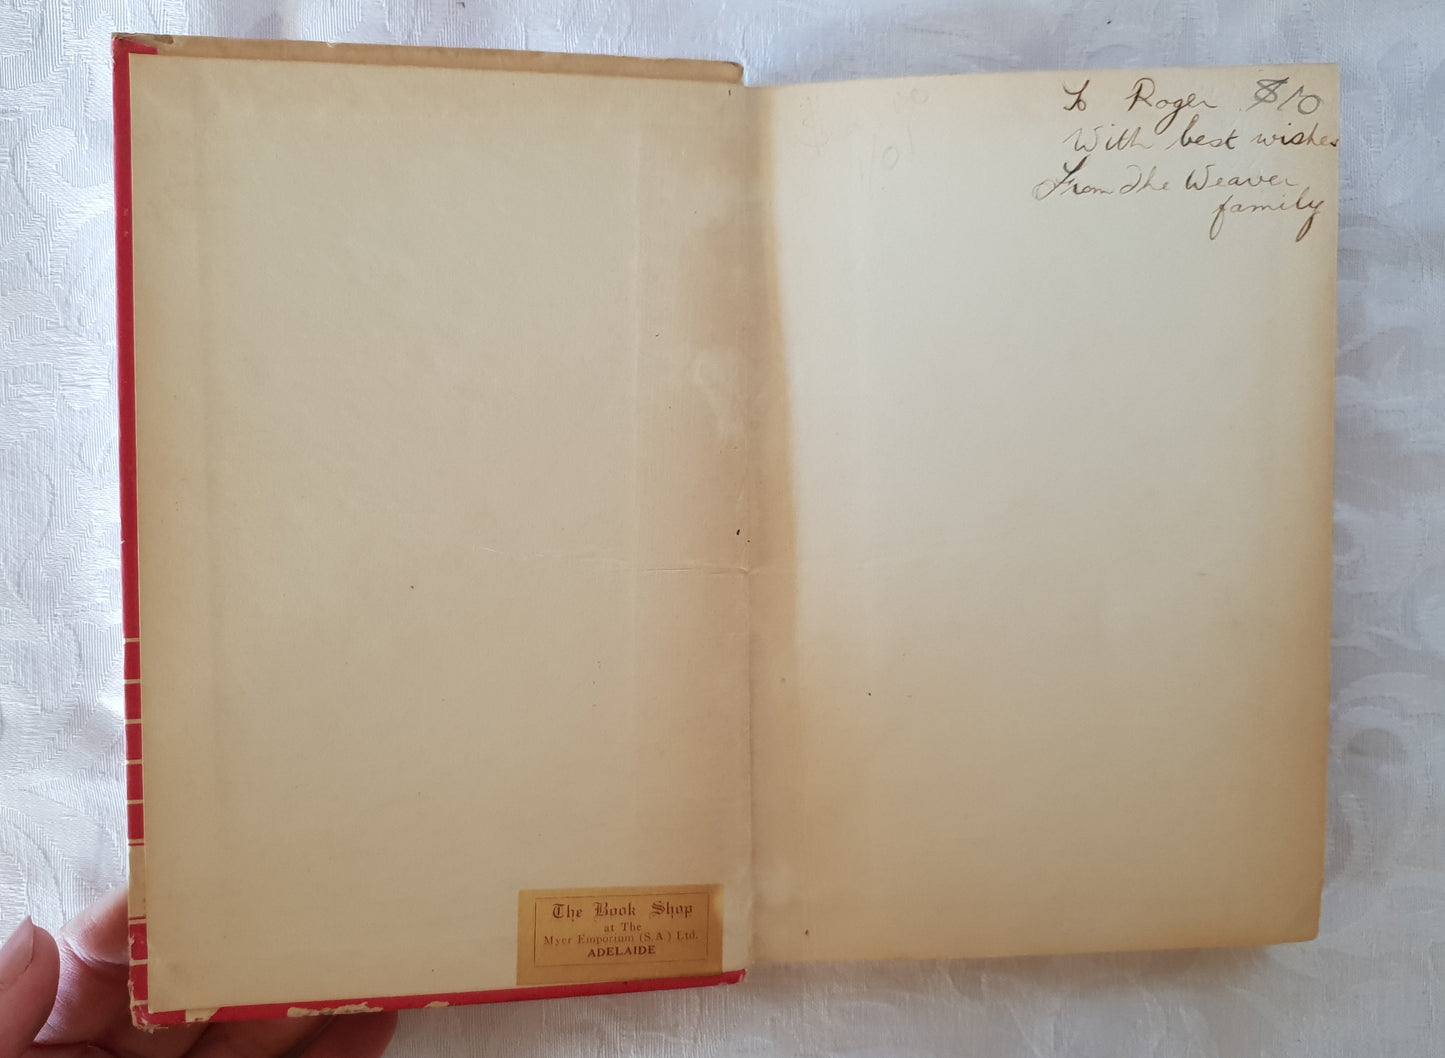 To Roger $10
With best wishes
From The Weaver
family
The Book Shop
at The
Myer Emporium (S.A) Ltd.
ADELAIDE